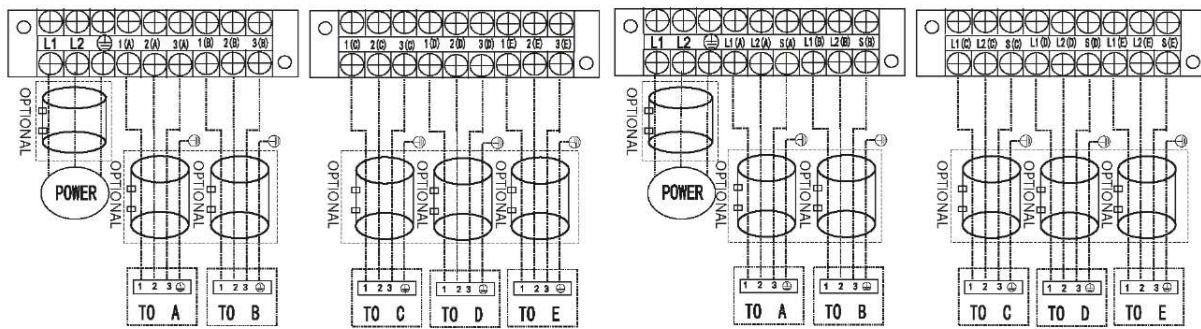 L1 L2 1(A) 2(A) 3(A) 1(B) 2(B) 3(B)
OPTIONAL
POWER
OPTIONAL
OPTIONAL
1 2 3
TO A
1 2 3
TO B
1(C) 2(C) 3(C) 1(D) 2(D) 3(D) 1(E) 2(E) 3(E)
OPTIONAL
OPTIONAL
OPTIONAL
1 2 3
TO C
1 2 3
TO D
1 2 3
TO E
L1 L2 L1(A) L2(A) S(A) L1(B) L2(B) S(B)
OPTIONAL
POWER
OPTIONAL
OPTIONAL
1 2 3
TO A
1 2 3
TO B
L1(C) L2(C) S(C) L1(D) L2(D) S(D) L1(E) L2(E) S(E)
OPTIONAL
OPTIONAL
OPTIONAL
1 2 3
TO C
1 2 3
TO D
1 2 3
TO E